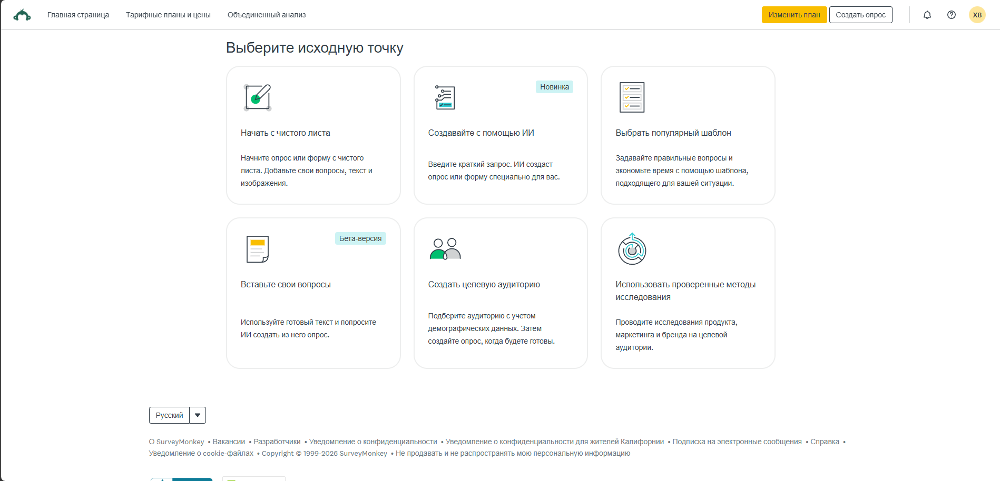 Главная страница
Тарифные планы и цены
Объединенный анализ
Изменить план
Создать опрос
X8
Выберите исходную точку
Начать с чистого листа
Начните опрос или форму с чистого
листа. Добавьте свои вопросы, текст и
изображения.
Новинка
Создавайте с помощью ИИ
Введите краткий запрос. ИИ создаст
опрос или форму специально для вас.
Выбрать популярный шаблон
Задавайте правильные вопросы и
экономьте время с помощью шаблона,
подходящего для вашей ситуации.
Бета-версия
Вставьте свои вопросы
Используйте готовый текст и попросите
ИИ создать из него опрос.
Создать целевую аудиторию
Подберите аудиторию с учетом
демографических данных. Затем
создайте опрос, когда будете готовы.
Использовать проверенные методы
исследования
Проводите исследования продукта,
маркетинга и бренда на целевой
аудитории.
Русский
О SurveyMonkey • Вакансии • Разработчики • Уведомление о конфиденциальности • Уведомление о конфиденциальности для жителей Калифорнии • Подписка на электронные сообщения • Справка •
Уведомление о cookie-файлах • Copyright © 1999-2026 SurveyMonkey • Не продавать и не распространять мою персональную информацию